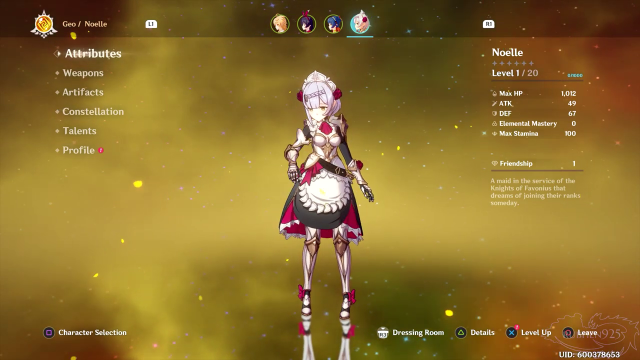 Geo / Noelle
L1
R1
Attributes
Weapons
Artifacts
Constellation
Talents
Profile
Noelle
Level 1 / 20
Max HP 1,012
ATK 49
DEF 67
Elemental Mastery 0
Max Stamina 100
Friendship 1
A maid in the service of the
Knights of Favonius that
dreams of joining their ranks
someday.
Character Selection
Dressing Room
Details
Level Up
Leave
UID: 600378653